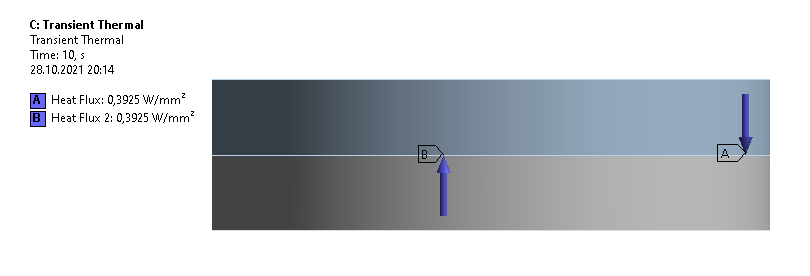 C: Transient Thermal
Transient Thermal
Time: 10, s
28.10.2021 20:14
A Heat Flux: 0,3925 W/mm²
B Heat Flux 2: 0,3925 W/mm²
B
A